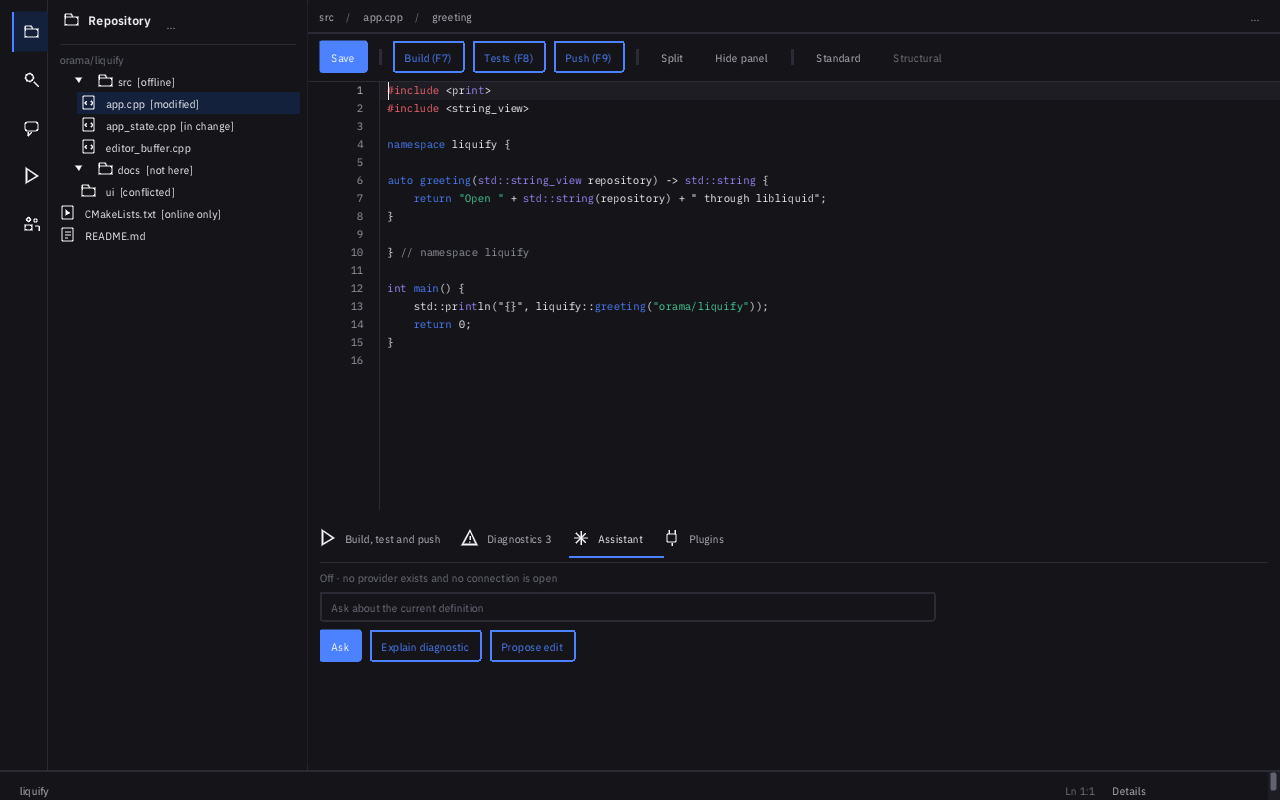 Repository ...
src / app.cpp / greeting ...
Save Build (F7) Tests (F8) Push (F9) Split Hide panel Standard Structural
orama/liquify
src [offline]
app.cpp [modified]
app_state.cpp [in change]
editor_buffer.cpp
docs [not here]
ui [conflicted]
CMakeLists.txt [online only]
README.md
1 #include <print>
2 #include <string_view>
3
4 namespace liquify {
5
6 auto greeting(std::string_view repository) -> std::string {
7 return "Open " + std::string(repository) + " through libliquid";
8 }
9
10 } // namespace liquify
11
12 int main() {
13 std::println("{}", liquify::greeting("orama/liquify"));
14 return 0;
15 }
16
Build, test and push Diagnostics 3 Assistant Plugins
Off · no provider exists and no connection is open
Ask about the current definition
Ask Explain diagnostic Propose edit
liquify Ln 1:1 Details